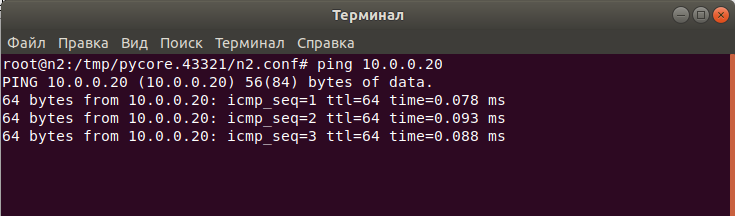 Терминал
Файл Правка Вид Поиск Терминал Справка
root@n2:/tmp/pycore.43321/n2.conf# ping 10.0.0.20
PING 10.0.0.20 (10.0.0.20) 56(84) bytes of data.
64 bytes from 10.0.0.20: icmp_seq=1 ttl=64 time=0.078 ms
64 bytes from 10.0.0.20: icmp_seq=2 ttl=64 time=0.093 ms
64 bytes from 10.0.0.20: icmp_seq=3 ttl=64 time=0.088 ms